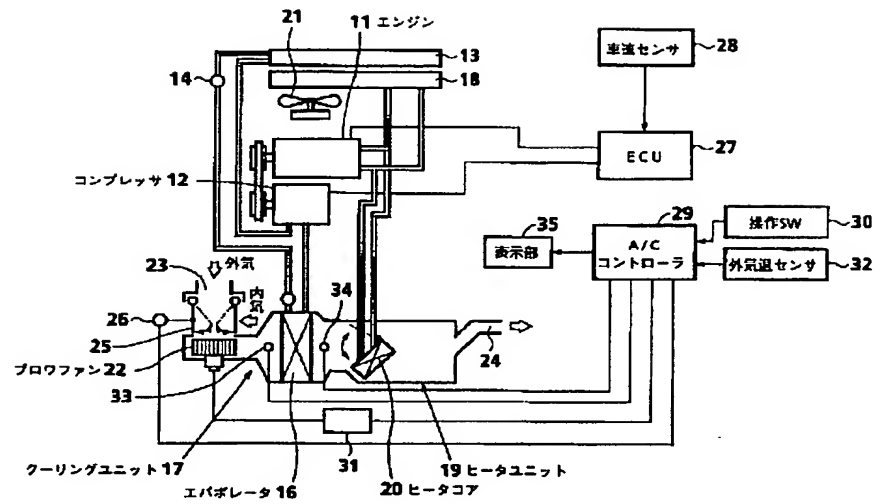 21
11 エンジン
13
14
18
車速センサ
28
ECU
27
コンプレッサ 12
29
操作SW
30
35
表示部
A/C
コントローラ
外気温センサ
32
23
外気
内気
34
26
25
24
ブロワファン 22
33
31
クーリングユニット 17
エバポレータ 16
20 ヒータコア
19 ヒータユニット